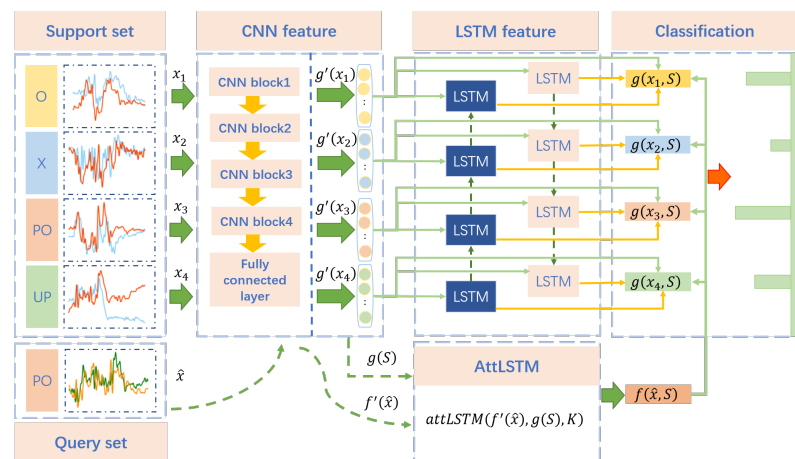 Support set
CNN feature
LSTM feature
Classification
O
x₁
CNN block1
g′(x₁)
LSTM
LSTM
g(x₁, S)
X
x₂
CNN block2
g′(x₂)
LSTM
LSTM
g(x₂, S)
CNN block3
PO
x₃
CNN block4
g′(x₃)
LSTM
LSTM
g(x₃, S)
UP
x₄
Fully
connected
layer
g′(x₄)
LSTM
LSTM
g(x₄, S)
PO
x̂
g(S)
AttLSTM
f′(x̂)
attLSTM(f′(x̂), g(S), K)
f(x̂, S)
Query set